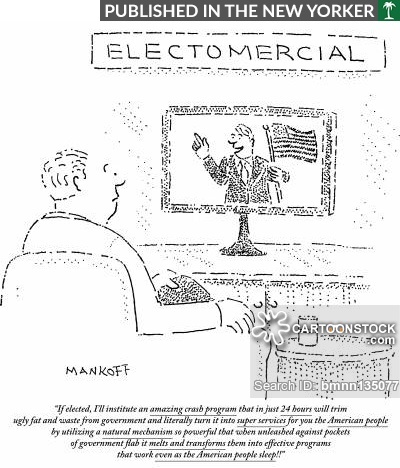 PUBLISHED IN THE NEW YORKER
ELECTOMERCIAL
CARTOONSTOCK
.com
Search ID: bmnn135077
MANKOFF
"If elected, I'll institute an amazing crash program that in just 24 hours will trim
ugly fat and waste from government and literally turn it into super services for you the American people
by utilizing a natural mechanism so powerful that when unleashed against pockets
of government flab it melts and transforms them into effective programs
that work even as the American people sleep!!"